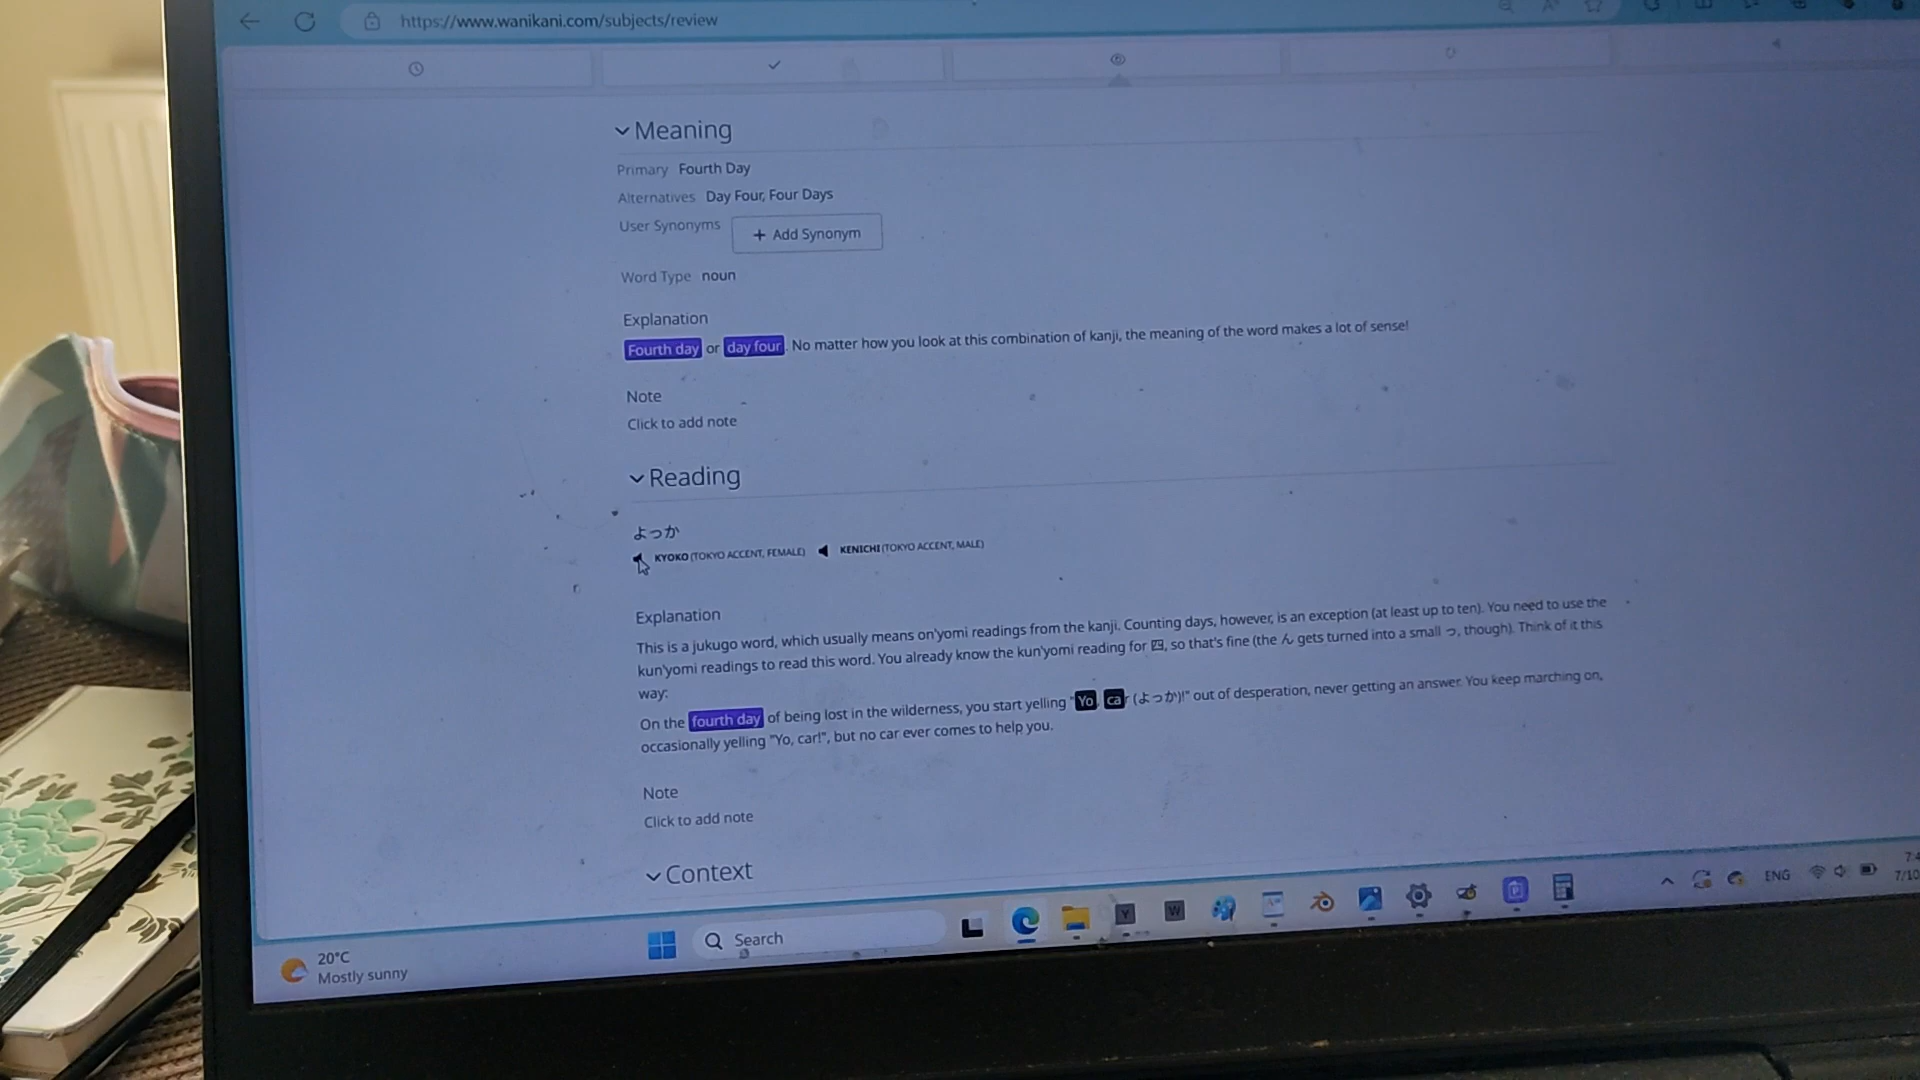 https://www.wanikani.com/subjects/review
Meaning
Primary Fourth Day
Alternatives Day Four, Four Days
User Synonyms + Add Synonym
Word Type noun
Explanation
Fourth day or day four. No matter how you look at this combination of kanji, the meaning of the word makes a lot of sense!
Note
Click to add note
Reading
よっか
KYOKO (TOKYO ACCENT, FEMALE) KENICHI (TOKYO ACCENT, MALE)
Explanation
This is a jukugo word, which usually means on'yomi readings from the kanji. Counting days, however, is an exception (at least up to ten). You need to use the
kun'yomi readings to read this word. You already know the kun'yomi reading for 四, so that's fine (the ん gets turned into a small っ, though). Think of it this
way:
On the fourth day of being lost in the wilderness, you start yelling "Yo, car (よっか)!" out of desperation, never getting an answer. You keep marching on,
occasionally yelling "Yo, car!", but no car ever comes to help you.
Note
Click to add note
Context
20°C
Mostly sunny
Search
Y
W
P
ENG
7:4
7/10